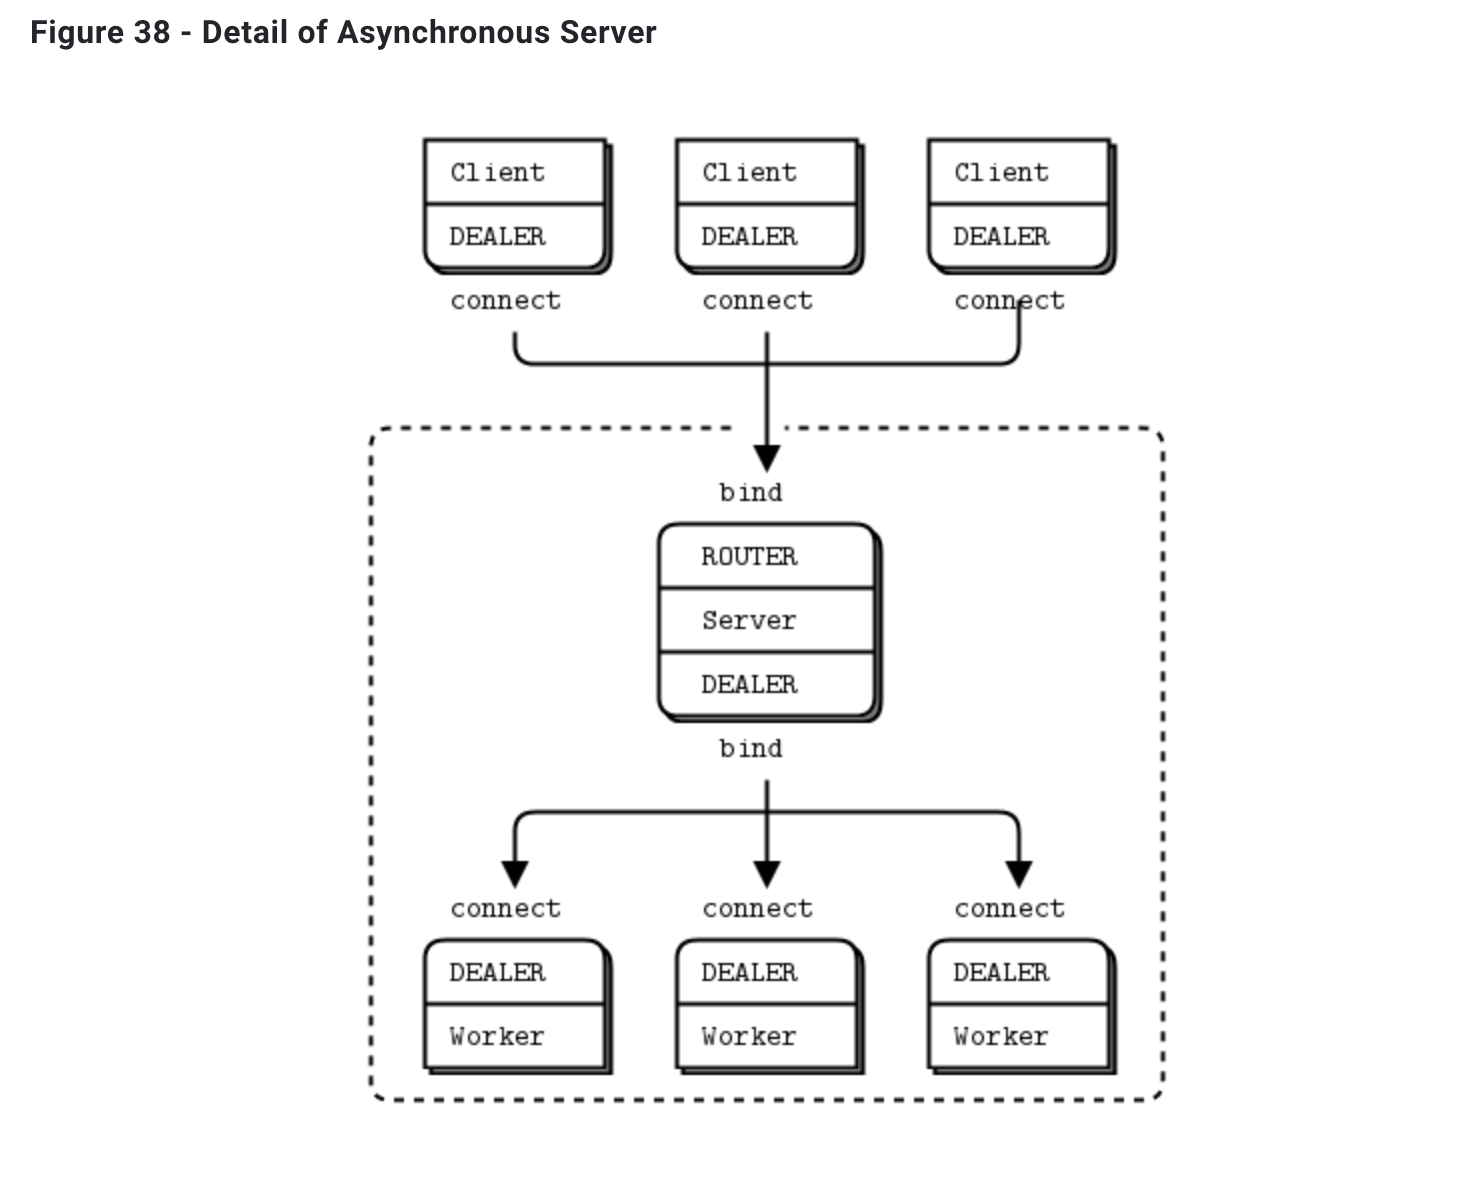 Figure 38 - Detail of Asynchronous Server
Client Client Client
DEALER DEALER DEALER
connect connect connect
bind
ROUTER
Server
DEALER
bind
connect connect connect
DEALER DEALER DEALER
Worker Worker Worker